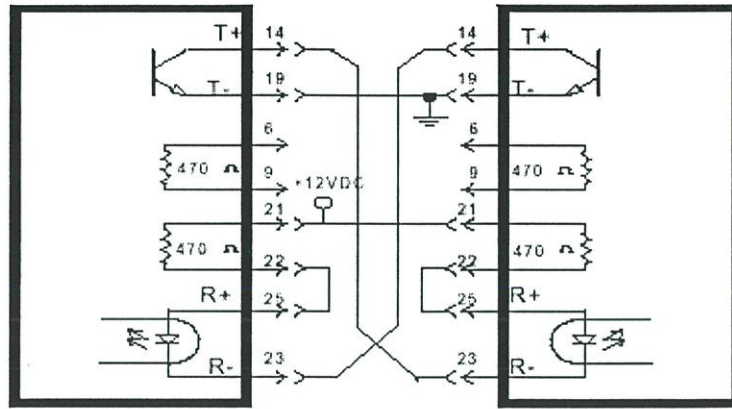 T+ 14 14 T+
T- 19 19 T-
6 6
470 Ω 9 9 470 Ω
+12VDC
21 21
470 Ω 470 Ω
22 22
R+ 25 25 R+
R- 23 23 R-